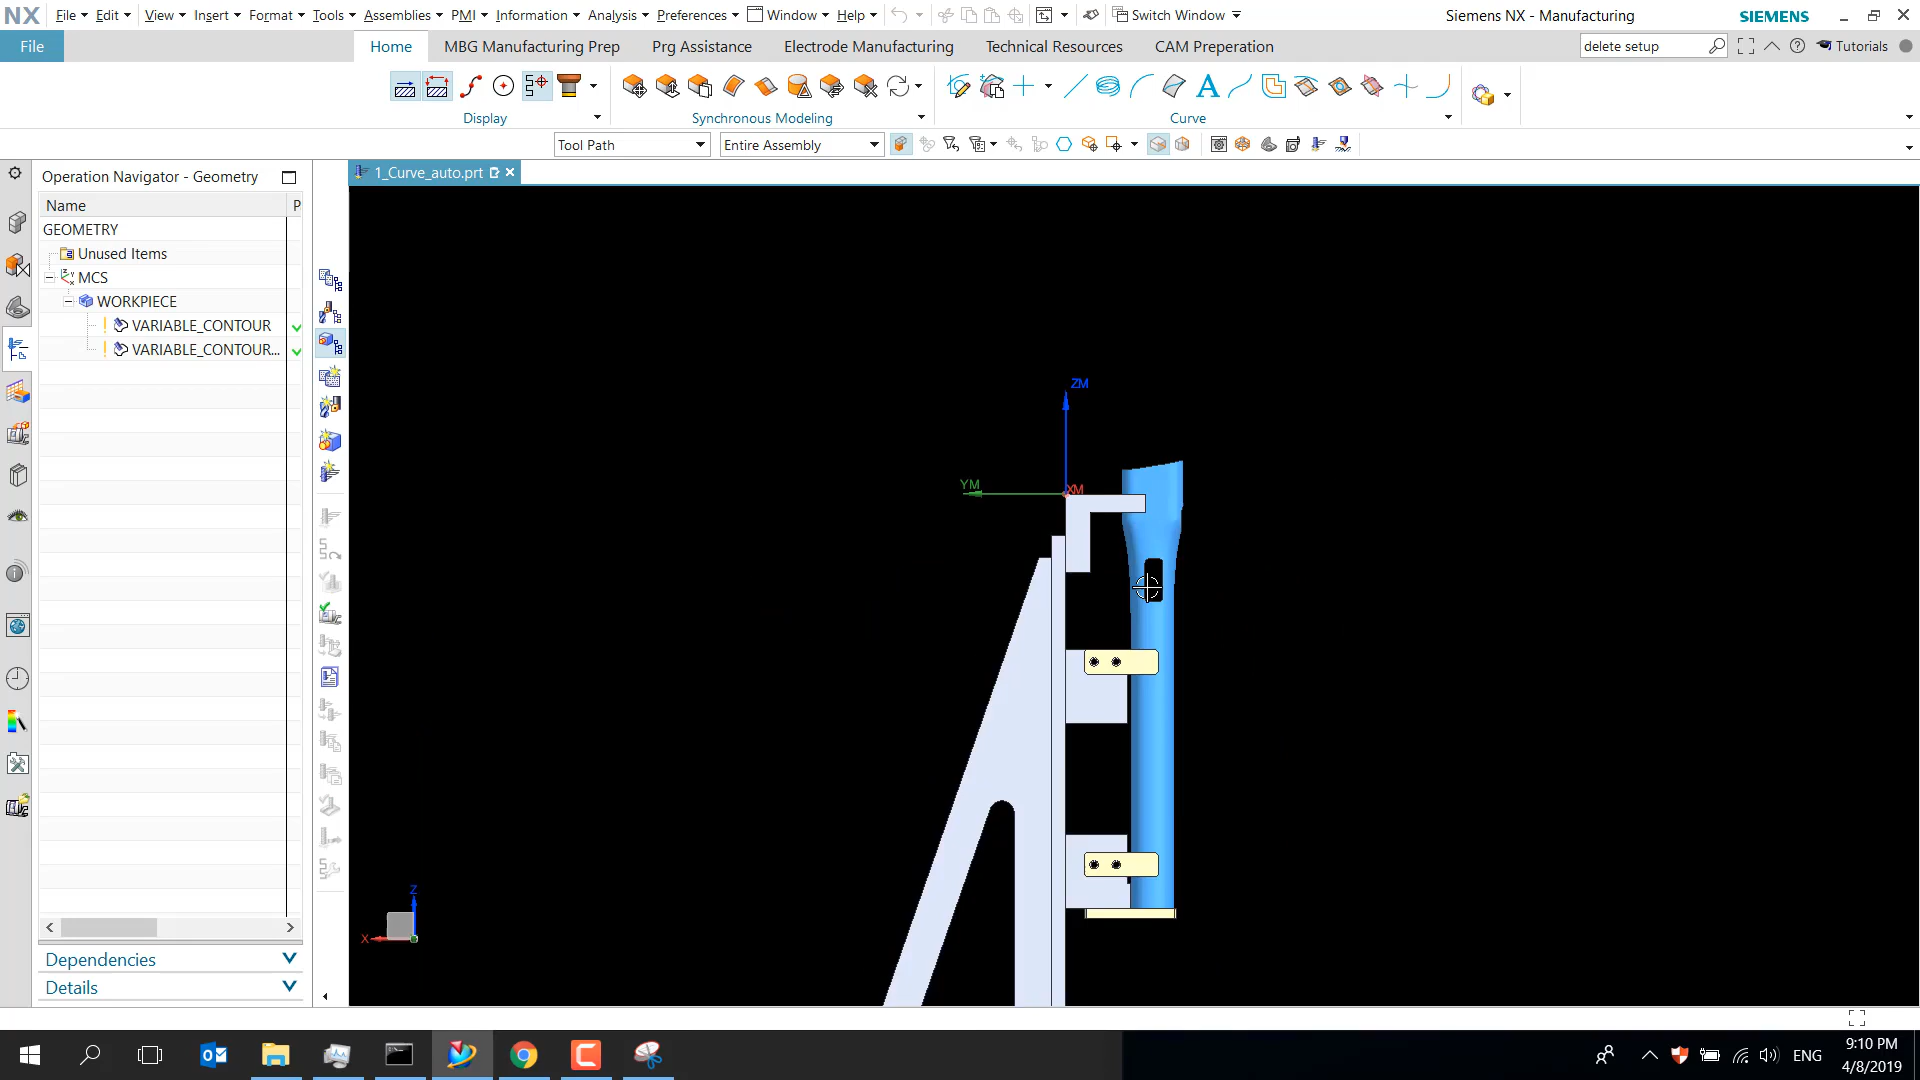 NX File Edit View Insert Format Tools Assemblies PMI Information Analysis Preferences Window Help Switch Window Siemens NX - Manufacturing SIEMENS
File Home MBG Manufacturing Prep Prg Assistance Electrode Manufacturing Technical Resources CAM Preperation delete setup Tutorials
Display Synchronous Modeling Curve
Tool Path Entire Assembly
Operation Navigator - Geometry
1_Curve_auto.prt
Name P
GEOMETRY
Unused Items
MCS
WORKPIECE
VARIABLE_CONTOUR
VARIABLE_CONTOUR...
ZM
YM
XM
Z
X
Dependencies
Details
ENG
9:10 PM
4/8/2019